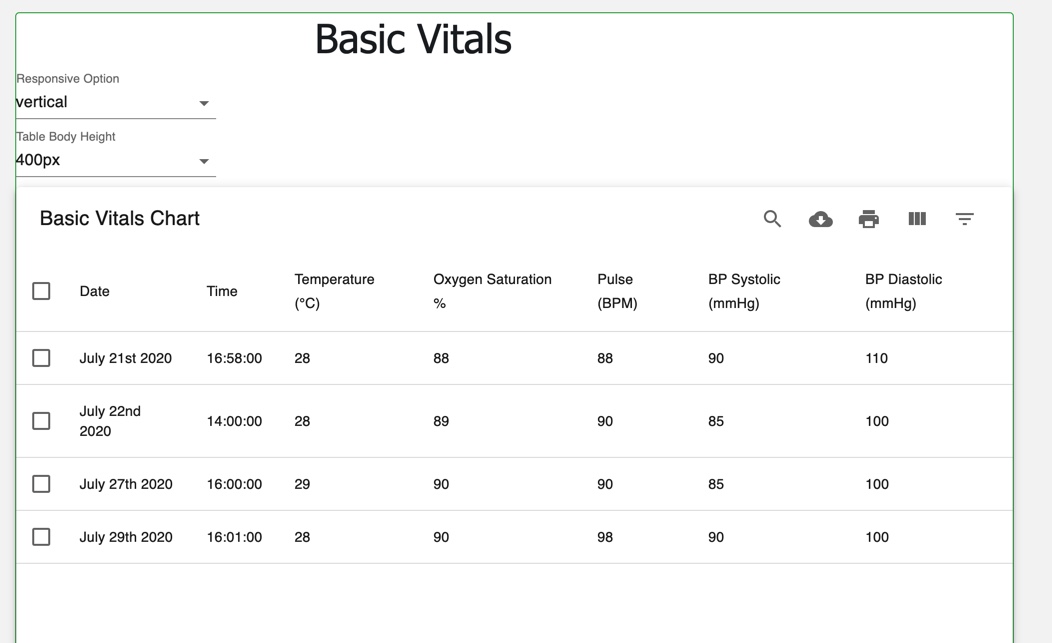 Basic Vitals
Responsive Option
vertical
Table Body Height
400px
Basic Vitals Chart
Date Time Temperature (°C) Oxygen Saturation % Pulse (BPM) BP Systolic (mmHg) BP Diastolic (mmHg)
July 21st 2020 16:58:00 28 88 88 90 110
July 22nd 2020 14:00:00 28 89 90 85 100
July 27th 2020 16:00:00 29 90 90 85 100
July 29th 2020 16:01:00 28 90 98 90 100